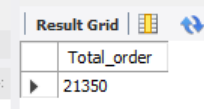 Result Grid
Total_order
21350